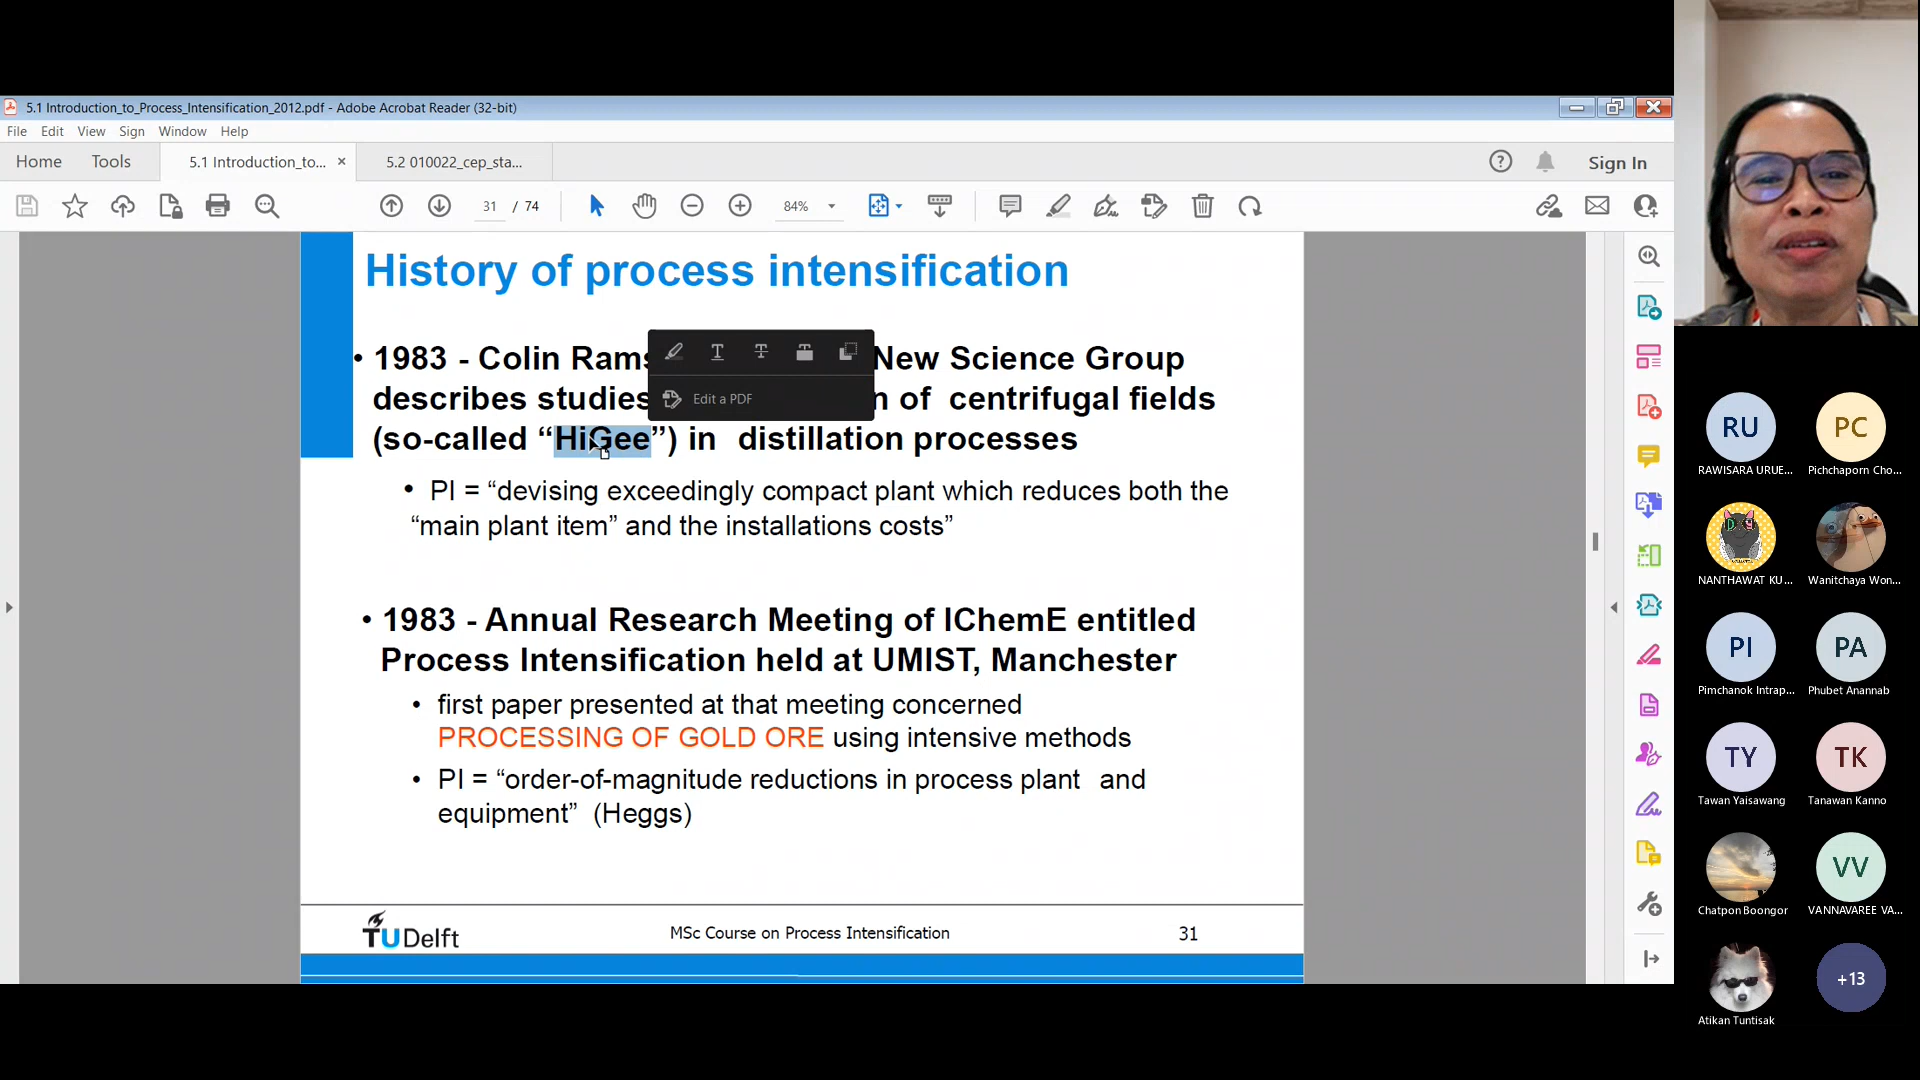 5.1 Introduction_to_Process_Intensification_2012.pdf - Adobe Acrobat Reader (32-bit)
File Edit View Sign Window Help
Home Tools 5.1 Introduction_to... × 5.2 010022_cep_sta... Sign In
31 / 74 84%
History of process intensification
• 1983 - Colin Rams New Science Group
describes studies n of centrifugal fields
(so-called “HiGee”) in distillation processes
Edit a PDF
• PI = “devising exceedingly compact plant which reduces both the
“main plant item” and the installations costs”
• 1983 - Annual Research Meeting of IChemE entitled
Process Intensification held at UMIST, Manchester
• first paper presented at that meeting concerned
PROCESSING OF GOLD ORE using intensive methods
• PI = “order-of-magnitude reductions in process plant and
equipment” (Heggs)
TU Delft MSc Course on Process Intensification 31
RU PC
RAWISARA URUE... Pichchaporn Cho...
NANTHAWAT KU... Wanitchaya Won...
PI PA
Pimchanok Intrap... Phubet Anannab
TY TK
Tawan Yaisawang Tanawan Kanno
VV
Chatpon Boongor VANNAVAREE VA...
+13
Atikan Tuntisak